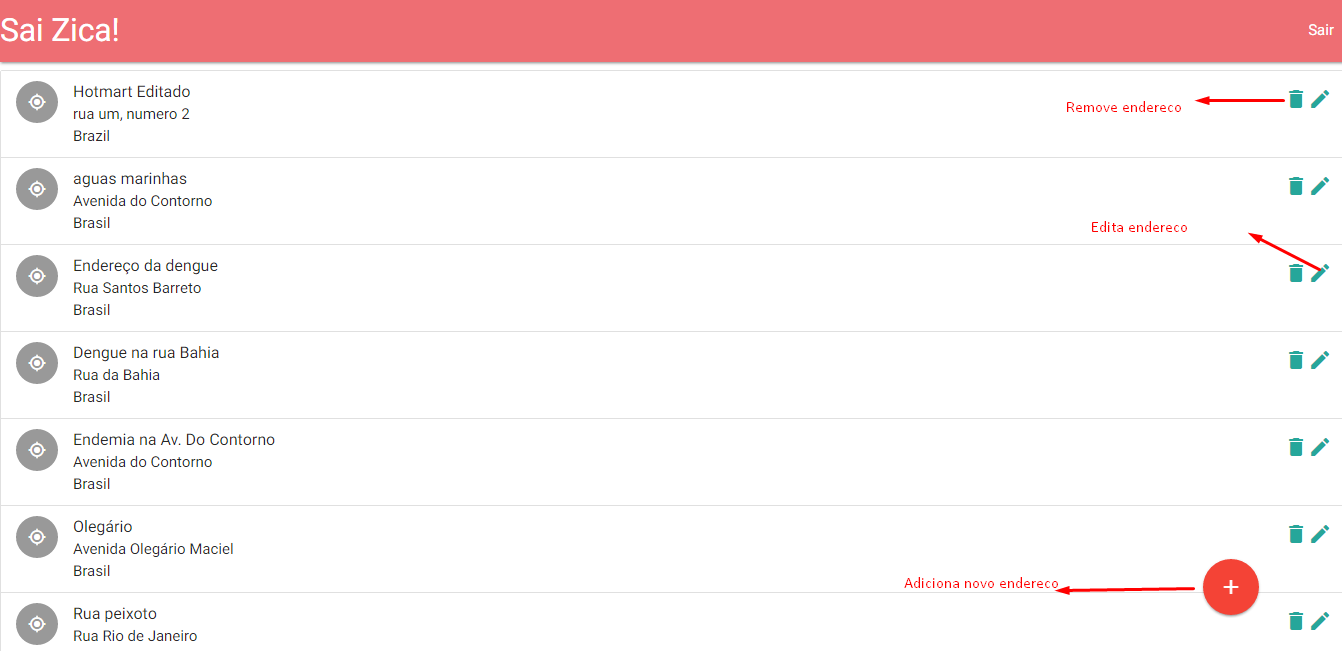 Sai Zica!
Sair
Hotmart Editado
rua um, numero 2
Brazil
Remove endereco
aguas marinhas
Avenida do Contorno
Brasil
Edita endereco
Endereço da dengue
Rua Santos Barreto
Brasil
Dengue na rua Bahia
Rua da Bahia
Brasil
Endemia na Av. Do Contorno
Avenida do Contorno
Brasil
Olegário
Avenida Olegário Maciel
Brasil
Adiciona novo endereco
Rua peixoto
Rua Rio de Janeiro